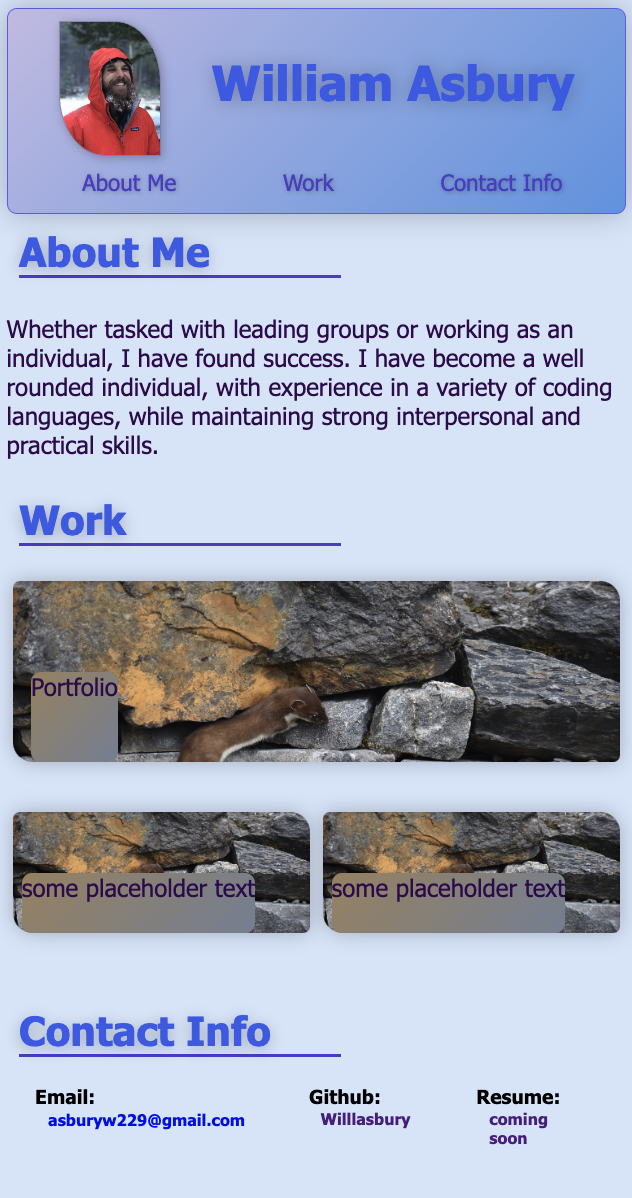 William Asbury
About Me Work Contact Info
About Me
Whether tasked with leading groups or working as an
individual, I have found success. I have become a well
rounded individual, with experience in a variety of coding
languages, while maintaining strong interpersonal and
practical skills.
Work
Portfolio
some placeholder text some placeholder text
Contact Info
Email: Github: Resume:
asburyw229@gmail.com Willlasbury coming
soon